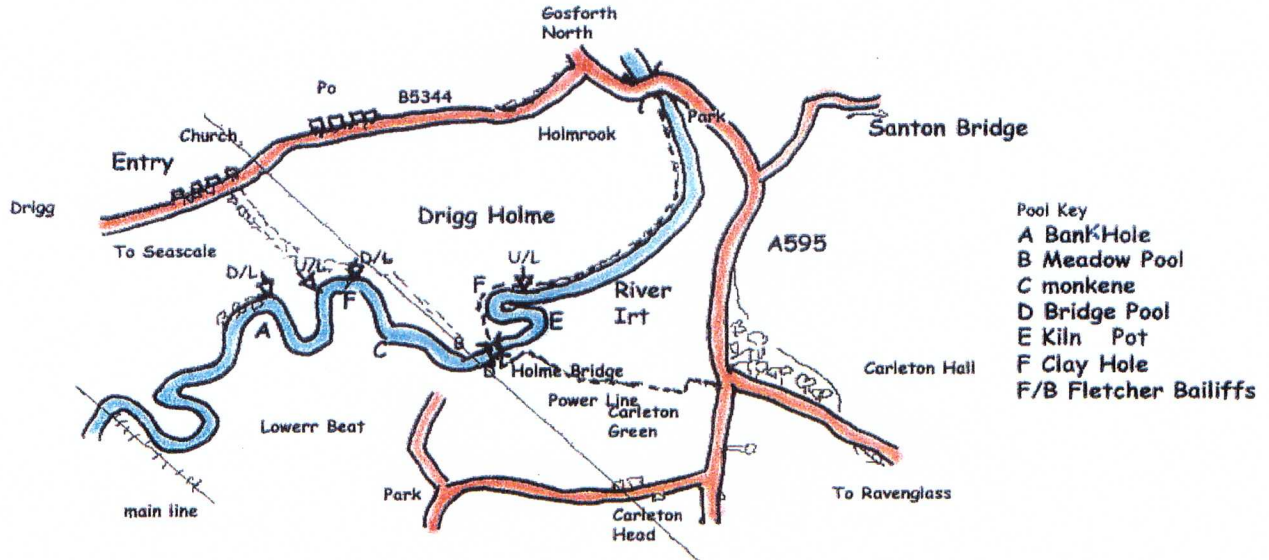 Gosforth
North
Po
B5344
Church
Holmrook
Park
Santon Bridge
Entry
Drigg
Drigg Holme
A595
To Seascale
D/L
U/L
D/L
U/L
F
F
River
Irt
A
E
C
B
D
Holme Bridge
Power Line
Carleton
Green
Carleton Hall
Lowerr Beat
Park
main line
Carleton
Head
To Ravenglass
Pool Key
A BanKHole
B Meadow Pool
C monkene
D Bridge Pool
E Kiln Pot
F Clay Hole
F/B Fletcher Bailiffs